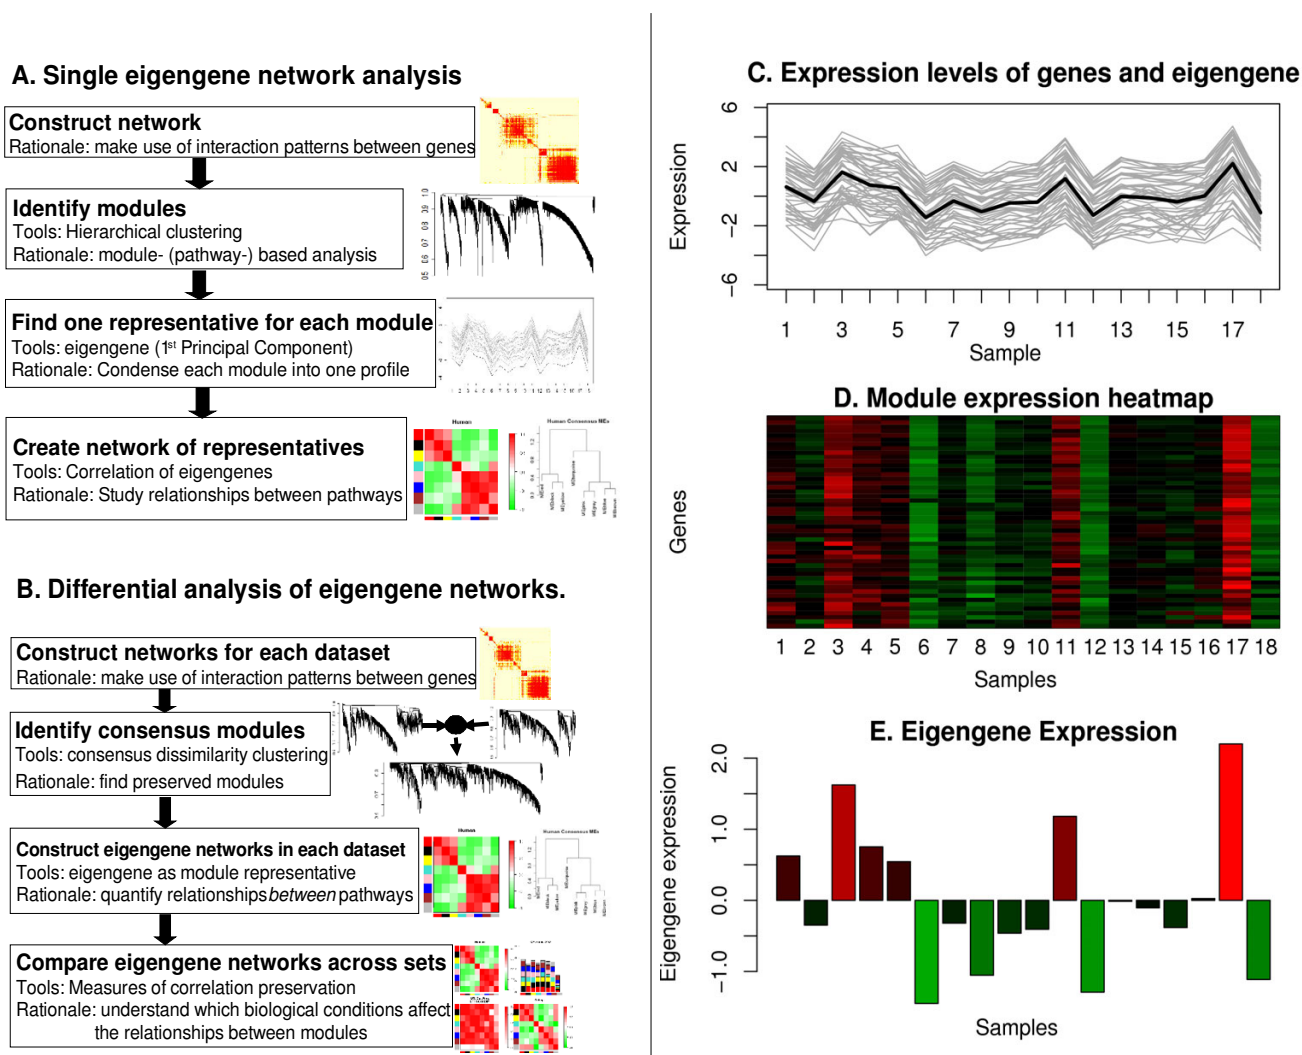 A. Single eigengene network analysis
Construct network
Rationale: make use of interaction patterns between genes
Identify modules
Tools: Hierarchical clustering
Rationale: module- (pathway-) based analysis
Find one representative for each module
Tools: eigengene (1st Principal Component)
Rationale: Condense each module into one profile
Create network of representatives
Tools: Correlation of eigengenes
Rationale: Study relationships between pathways
Human
Human Consensus MEs
B. Differential analysis of eigengene networks.
Construct networks for each dataset
Rationale: make use of interaction patterns between genes
Identify consensus modules
Tools: consensus dissimilarity clustering
Rationale: find preserved modules
Construct eigengene networks in each dataset
Tools: eigengene as module representative
Rationale: quantify relationships between pathways
Human
Human Consensus MEs
Compare eigengene networks across sets
Tools: Measures of correlation preservation
Rationale: understand which biological conditions affect
the relationships between modules
C. Expression levels of genes and eigengene
Expression
6
2
−2
−6
1 3 5 7 9 11 13 15 17
Sample
D. Module expression heatmap
Genes
1 2 3 4 5 6 7 8 9 10 11 12 13 14 15 16 17 18
Samples
E. Eigengene Expression
Eigengene expression
2.0
1.0
0.0
−1.0
Samples